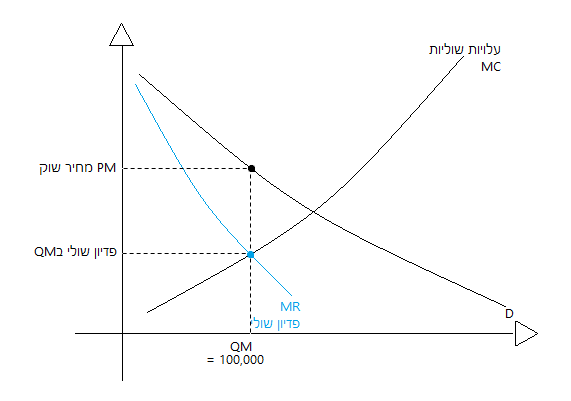 עלויות שוליות
MC
PM מחיר שוק
פדיון שולי בQM
MR
פדיון שולי
D
QM
= 100,000